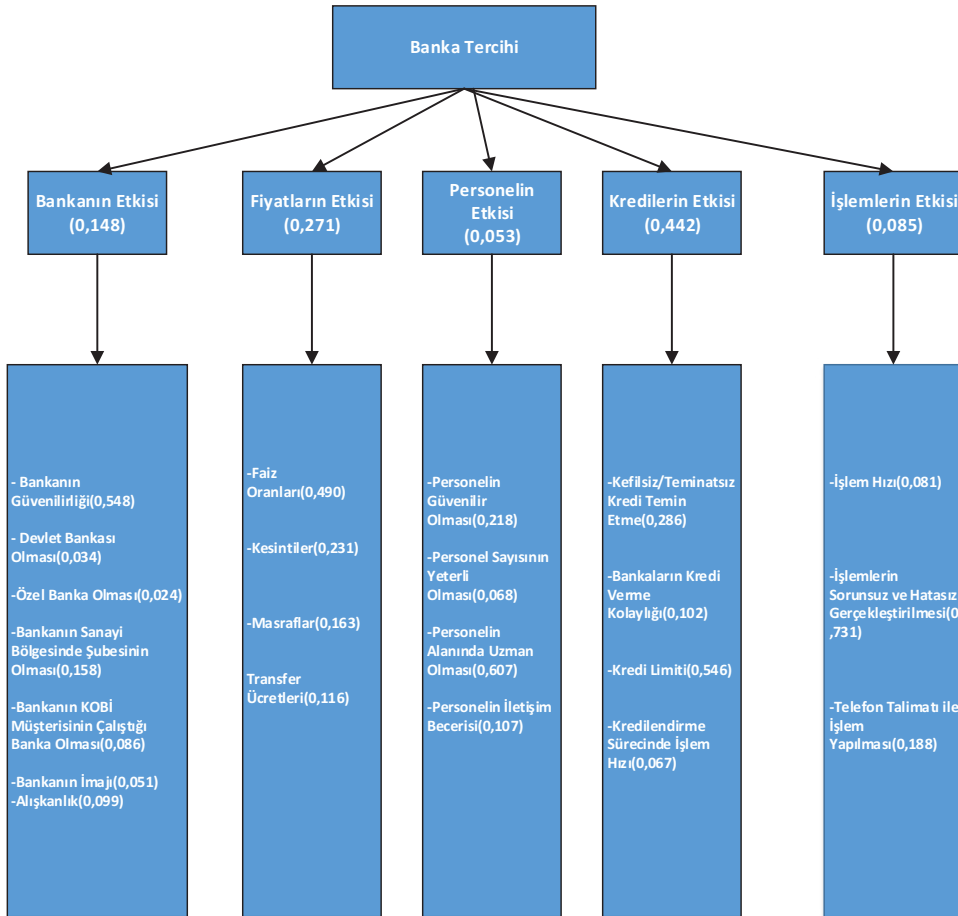 Banka Tercihi
Bankanın Etkisi
(0,148)
Fiyatların Etkisi
(0,271)
Personelin
Etkisi
(0,053)
Kredilerin Etkisi
(0,442)
İşlemlerin Etkisi
(0,085)
- Bankanın
Güvenilirliği(0,548)
- Devlet Bankası
Olması(0,034)
-Özel Banka Olması(0,024)
-Bankanın Sanayi
Bölgesinde Şubesinin
Olması(0,158)
-Bankanın KOBİ
Müşterisinin Çalıştığı
Banka Olması(0,086)
-Bankanın İmajı(0,051)
-Alışkanlık(0,099)
-Faiz
Oranları(0,490)
-Kesintiler(0,231)
-Masraflar(0,163)
Transfer
Ücretleri(0,116)
-Personelin
Güvenilir
Olması(0,218)
-Personel Sayısının
Yeterli
Olması(0,068)
-Personelin
Alanında Uzman
Olması(0,607)
-Personelin İletişim
Becerisi(0,107)
-Kefilsiz/Teminatsız
Kredi Temin
Etme(0,286)
-Bankaların Kredi
Verme
Kolaylığı(0,102)
-Kredi Limiti(0,546)
-Kredilendirme
Sürecinde İşlem
Hızı(0,067)
-İşlem Hızı(0,081)
-İşlemlerin
Sorunsuz ve Hatasız
Gerçekleştirilmesi(0
,731)
-Telefon Talimatı ile
İşlem
Yapılması(0,188)